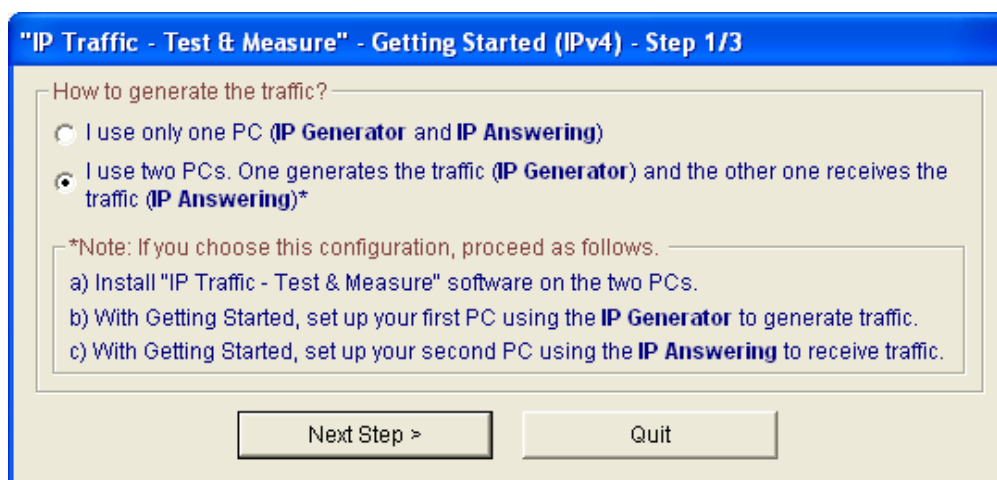 "IP Traffic - Test & Measure" - Getting Started (IPv4) - Step 1/3
How to generate the traffic?
I use only one PC (IP Generator and IP Answering)
I use two PCs. One generates the traffic (IP Generator) and the other one receives the
traffic (IP Answering)*
*Note: If you choose this configuration, proceed as follows.
a) Install "IP Traffic - Test & Measure" software on the two PCs.
b) With Getting Started, set up your first PC using the IP Generator to generate traffic.
c) With Getting Started, set up your second PC using the IP Answering to receive traffic.
Next Step >
Quit